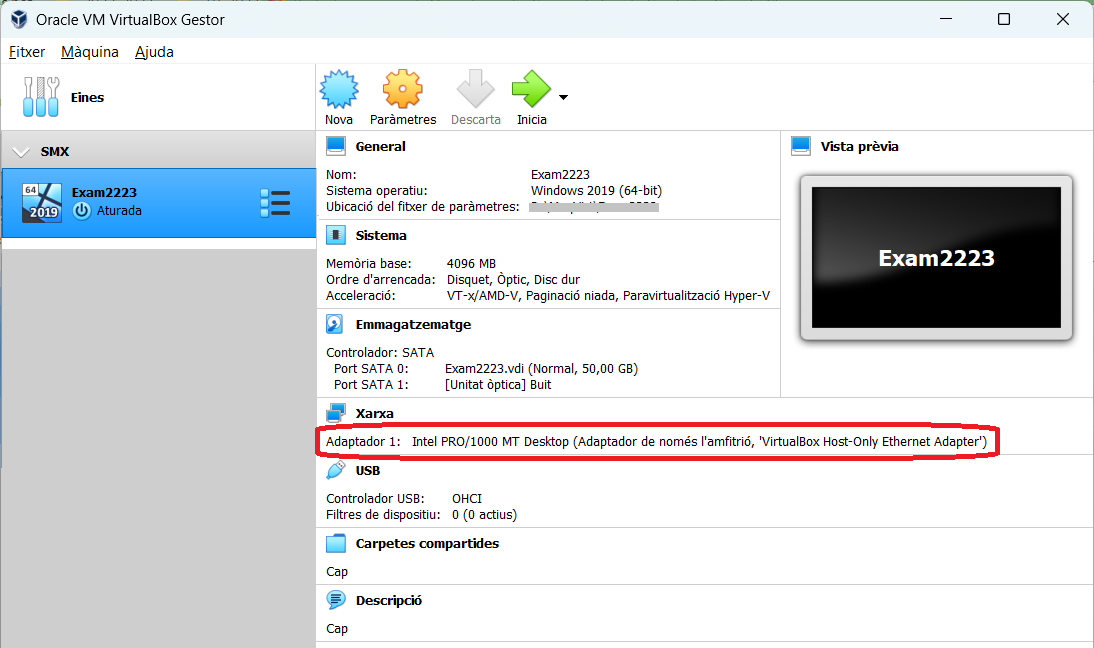 Oracle VM VirtualBox Gestor
Fitxer Màquina Ajuda
Eines
Nova Paràmetres Descarta Inicia
SMX
64
2019
Exam2223
Aturada
General
Nom: Exam2223
Sistema operatiu: Windows 2019 (64-bit)
Ubicació del fitxer de paràmetres:
Sistema
Memòria base: 4096 MB
Ordre d'arrencada: Disquet, Òptic, Disc dur
Acceleració: VT-x/AMD-V, Paginació niada, Paravirtualització Hyper-V
Emmagatzematge
Controlador: SATA
Port SATA 0: Exam2223.vdi (Normal, 50,00 GB)
Port SATA 1: [Unitat òptica] Buit
Vista prèvia
Exam2223
Xarxa
Adaptador 1: Intel PRO/1000 MT Desktop (Adaptador de només l'amfitrió, 'VirtualBox Host-Only Ethernet Adapter')
USB
Controlador USB: OHCI
Filtres de dispositiu: 0 (0 actius)
Carpetes compartides
Cap
Descripció
Cap